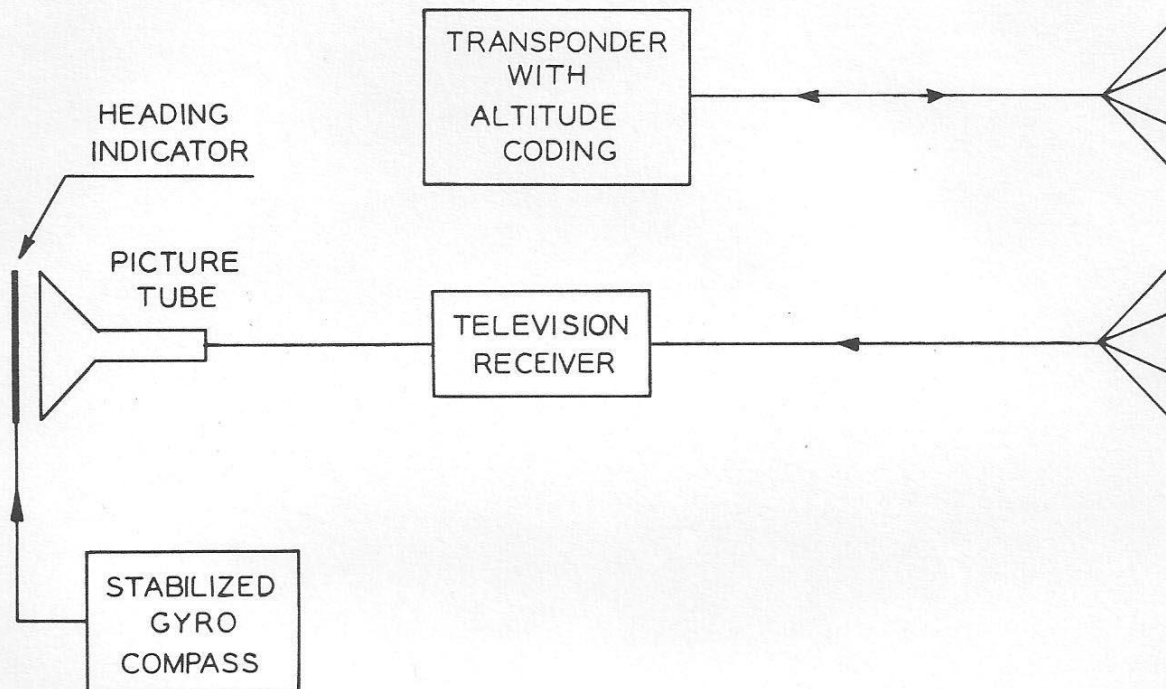 TRANSPONDER
WITH
ALTITUDE
CODING
HEADING
INDICATOR
PICTURE
TUBE
TELEVISION
RECEIVER
STABILIZED
GYRO
COMPASS